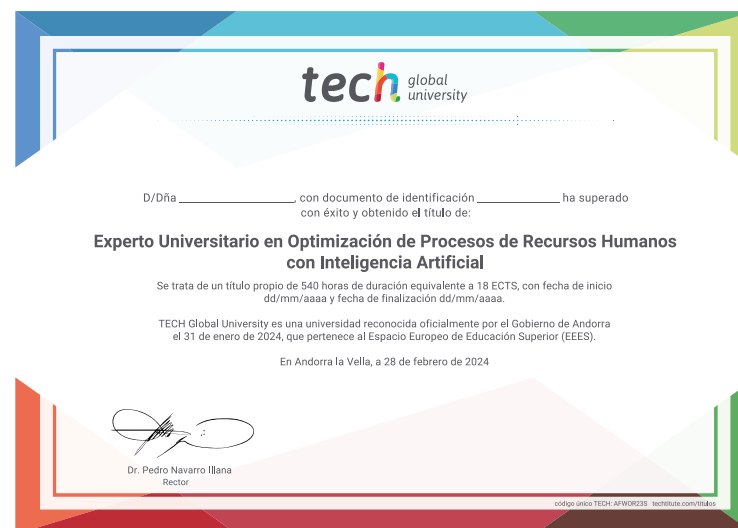 tech global university
D/Dña ____________, con documento de identificación ____________ ha superado
con éxito y obtenido el título de:
Experto Universitario en Optimización de Procesos de Recursos Humanos
con Inteligencia Artificial
Se trata de un título propio de 540 horas de duración equivalente a 18 ECTS, con fecha de inicio
dd/mm/aaaa y fecha de finalización dd/mm/aaaa.
TECH Global University es una universidad reconocida oficialmente por el Gobierno de Andorra
el 31 de enero de 2024, que pertenece al Espacio Europeo de Educación Superior (EEES).
En Andorra la Vella, a 28 de febrero de 2024
Dr. Pedro Navarro Illana
Rector
código único TECH: AFWOR23S techtitute.com/títulos